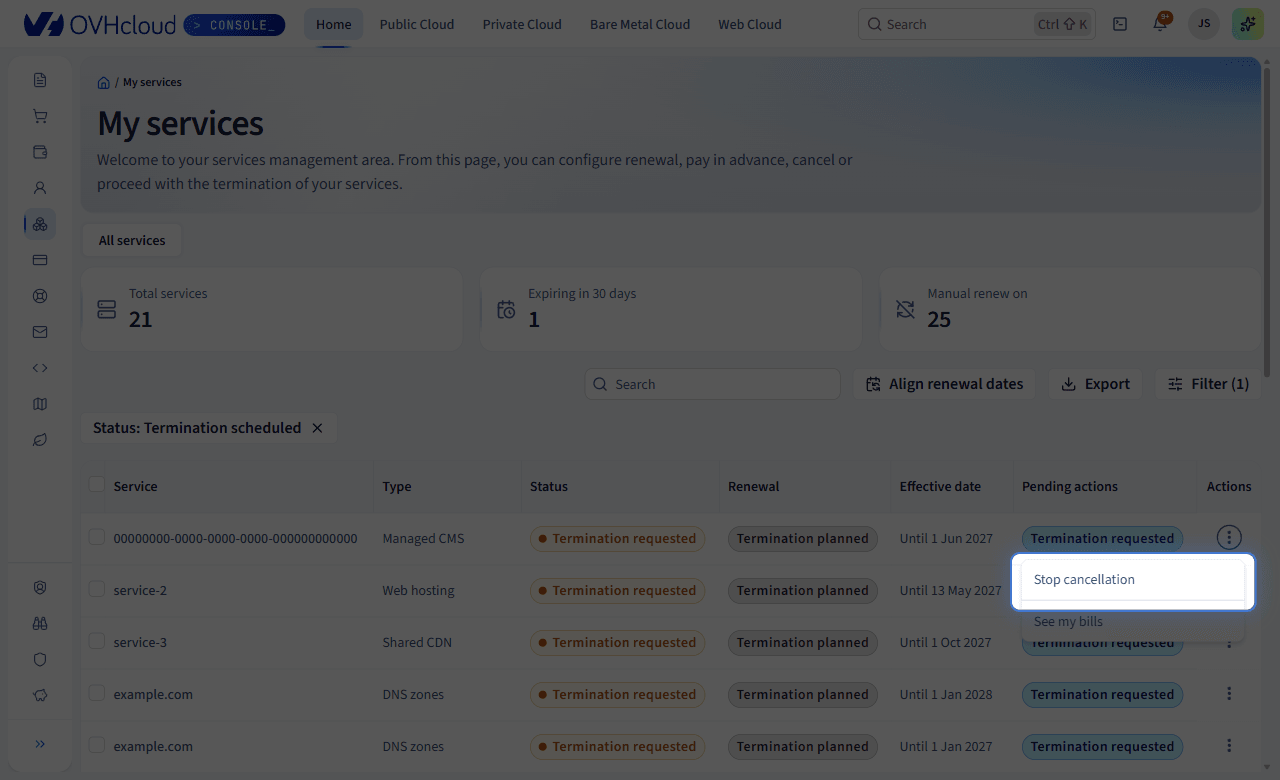 OVHcloud > CONSOLE_ Home Public Cloud Private Cloud Bare Metal Cloud Web Cloud Search Ctrl K 9+ JS
/ My services
My services
Welcome to your services management area. From this page, you can configure renewal, pay in advance, cancel or
proceed with the termination of your services.
All services
Total services
21
Expiring in 30 days
1
Manual renew on
25
Search Align renewal dates Export Filter (1)
Status: Termination scheduled
Service Type Status Renewal Effective date Pending actions Actions
00000000-0000-0000-0000-000000000000 Managed CMS Termination requested Termination planned Until 1 Jun 2027 Termination requested
service-2 Web hosting Termination requested Termination planned Until 13 May 2027
Stop cancellation
See my bills
service-3 Shared CDN Termination requested Termination planned Until 1 Oct 2027 Termination requested
example.com DNS zones Termination requested Termination planned Until 1 Jan 2028 Termination requested
example.com DNS zones Termination requested Termination planned Until 1 Jan 2027 Termination requested